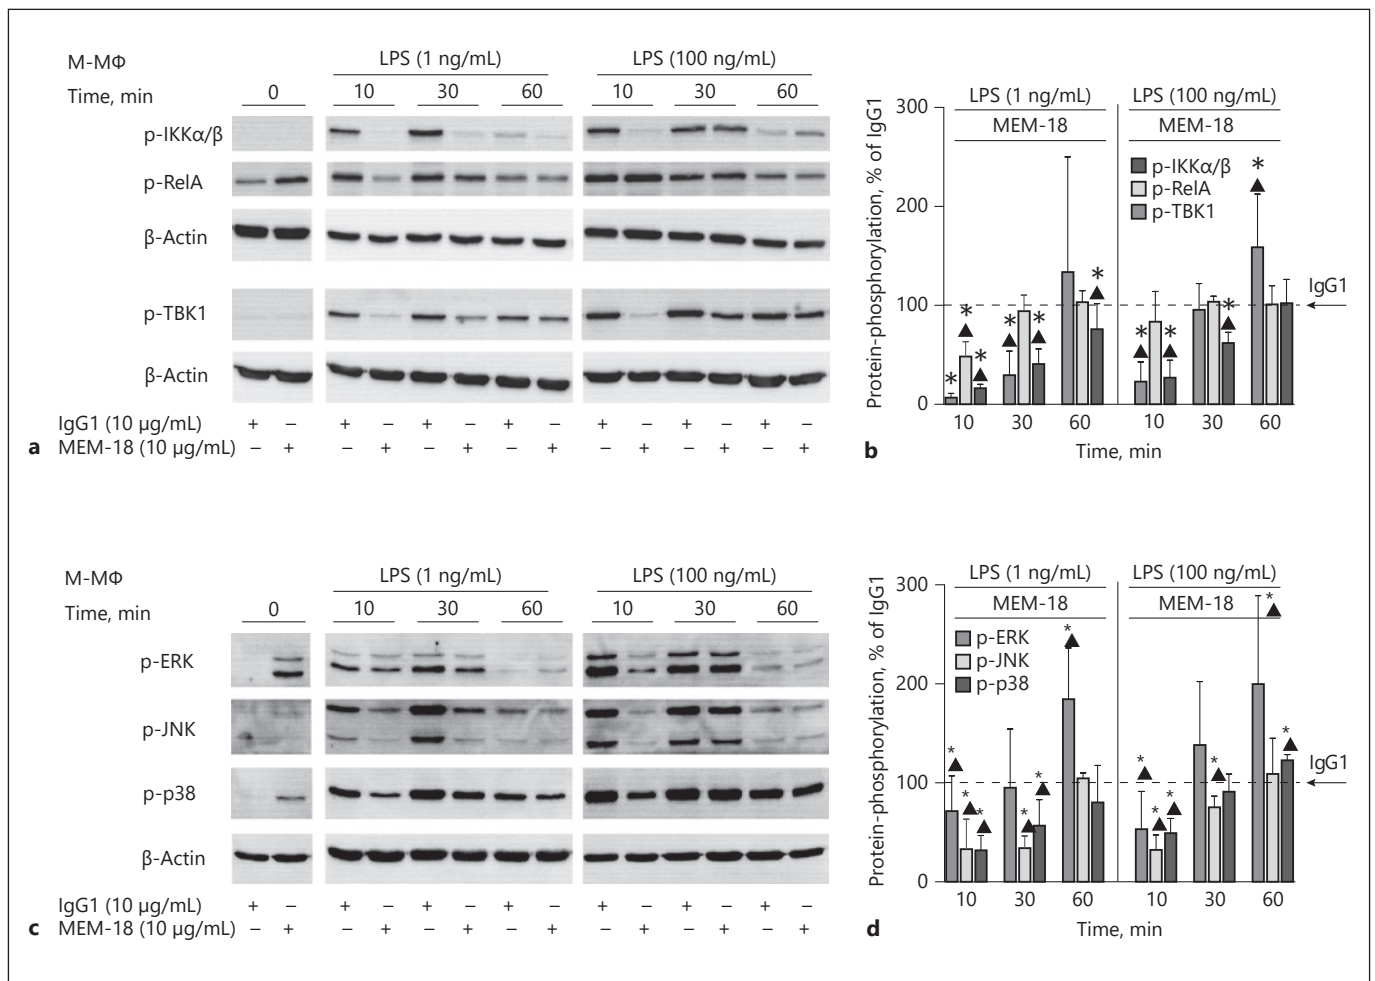 M-MΦ
LPS (1 ng/mL)
LPS (100 ng/mL)
Time, min
0
10
30
60
10
30
60
p-IKKα/β
p-RelA
β-Actin
p-TBK1
β-Actin
IgG1 (10 µg/mL) + – + – + – + – + – + – + –
a MEM-18 (10 µg/mL) – + – + – + – + – + – + – +
Protein-phosphorylation, % of IgG1
300
200
100
0
LPS (1 ng/mL)
LPS (100 ng/mL)
MEM-18
MEM-18
p-IKKα/β
p-RelA
p-TBK1
* * * * * * * * * * *
IgG1
10 30 60 10 30 60
Time, min
b
M-MΦ
LPS (1 ng/mL)
LPS (100 ng/mL)
Time, min
0
10
30
60
10
30
60
p-ERK
p-JNK
p-p38
β-Actin
IgG1 (10 µg/mL) + – + – + – + – + – + – + –
c MEM-18 (10 µg/mL) – + – + – + – + – + – + – +
Protein-phosphorylation, % of IgG1
300
200
100
0
LPS (1 ng/mL)
LPS (100 ng/mL)
MEM-18
MEM-18
p-ERK
p-JNK
p-p38
* * * * * * * * * * * *
IgG1
10 30 60 10 30 60
Time, min
d